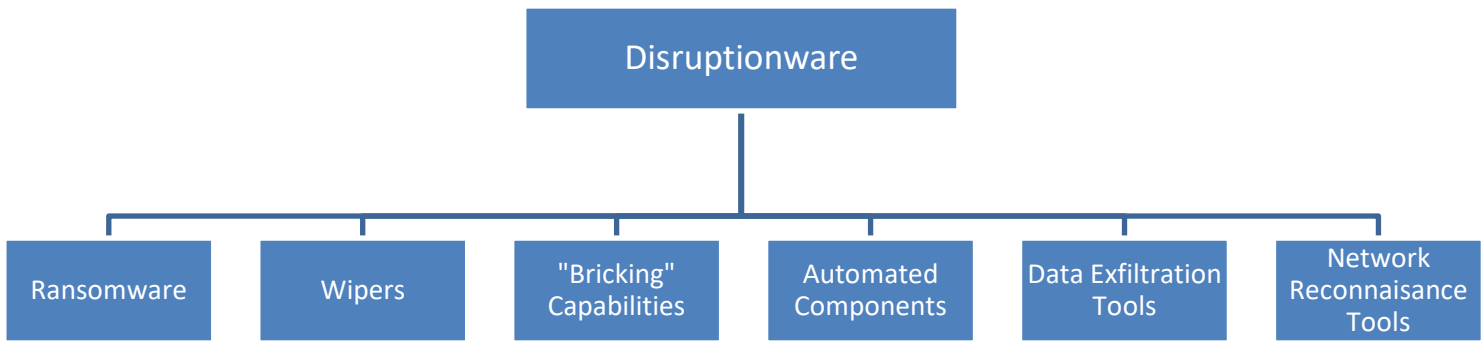 Disruptionware
Ransomware
Wipers
"Bricking"
Capabilities
Automated
Components
Data Exfiltration
Tools
Network
Reconnaisance
Tools